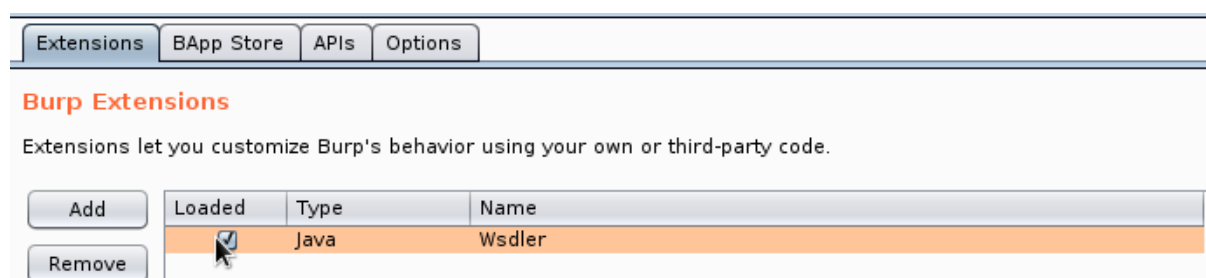 Extensions BApp Store APIs Options
Burp Extensions
Extensions let you customize Burp's behavior using your own or third-party code.
Add Loaded Type Name
Java Wsdler
Remove